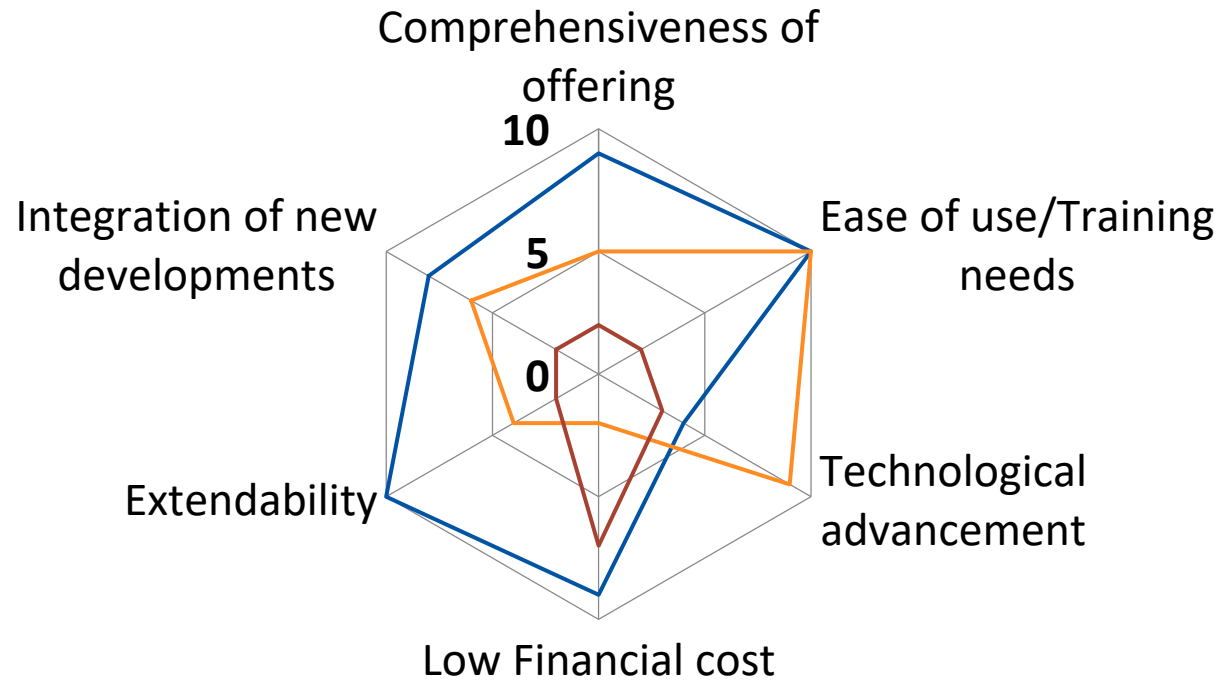 Comprehensiveness of
offering
10
Integration of new
developments
Ease of use/Training
needs
5
0
Extendability
Technological
advancement
Low Financial cost